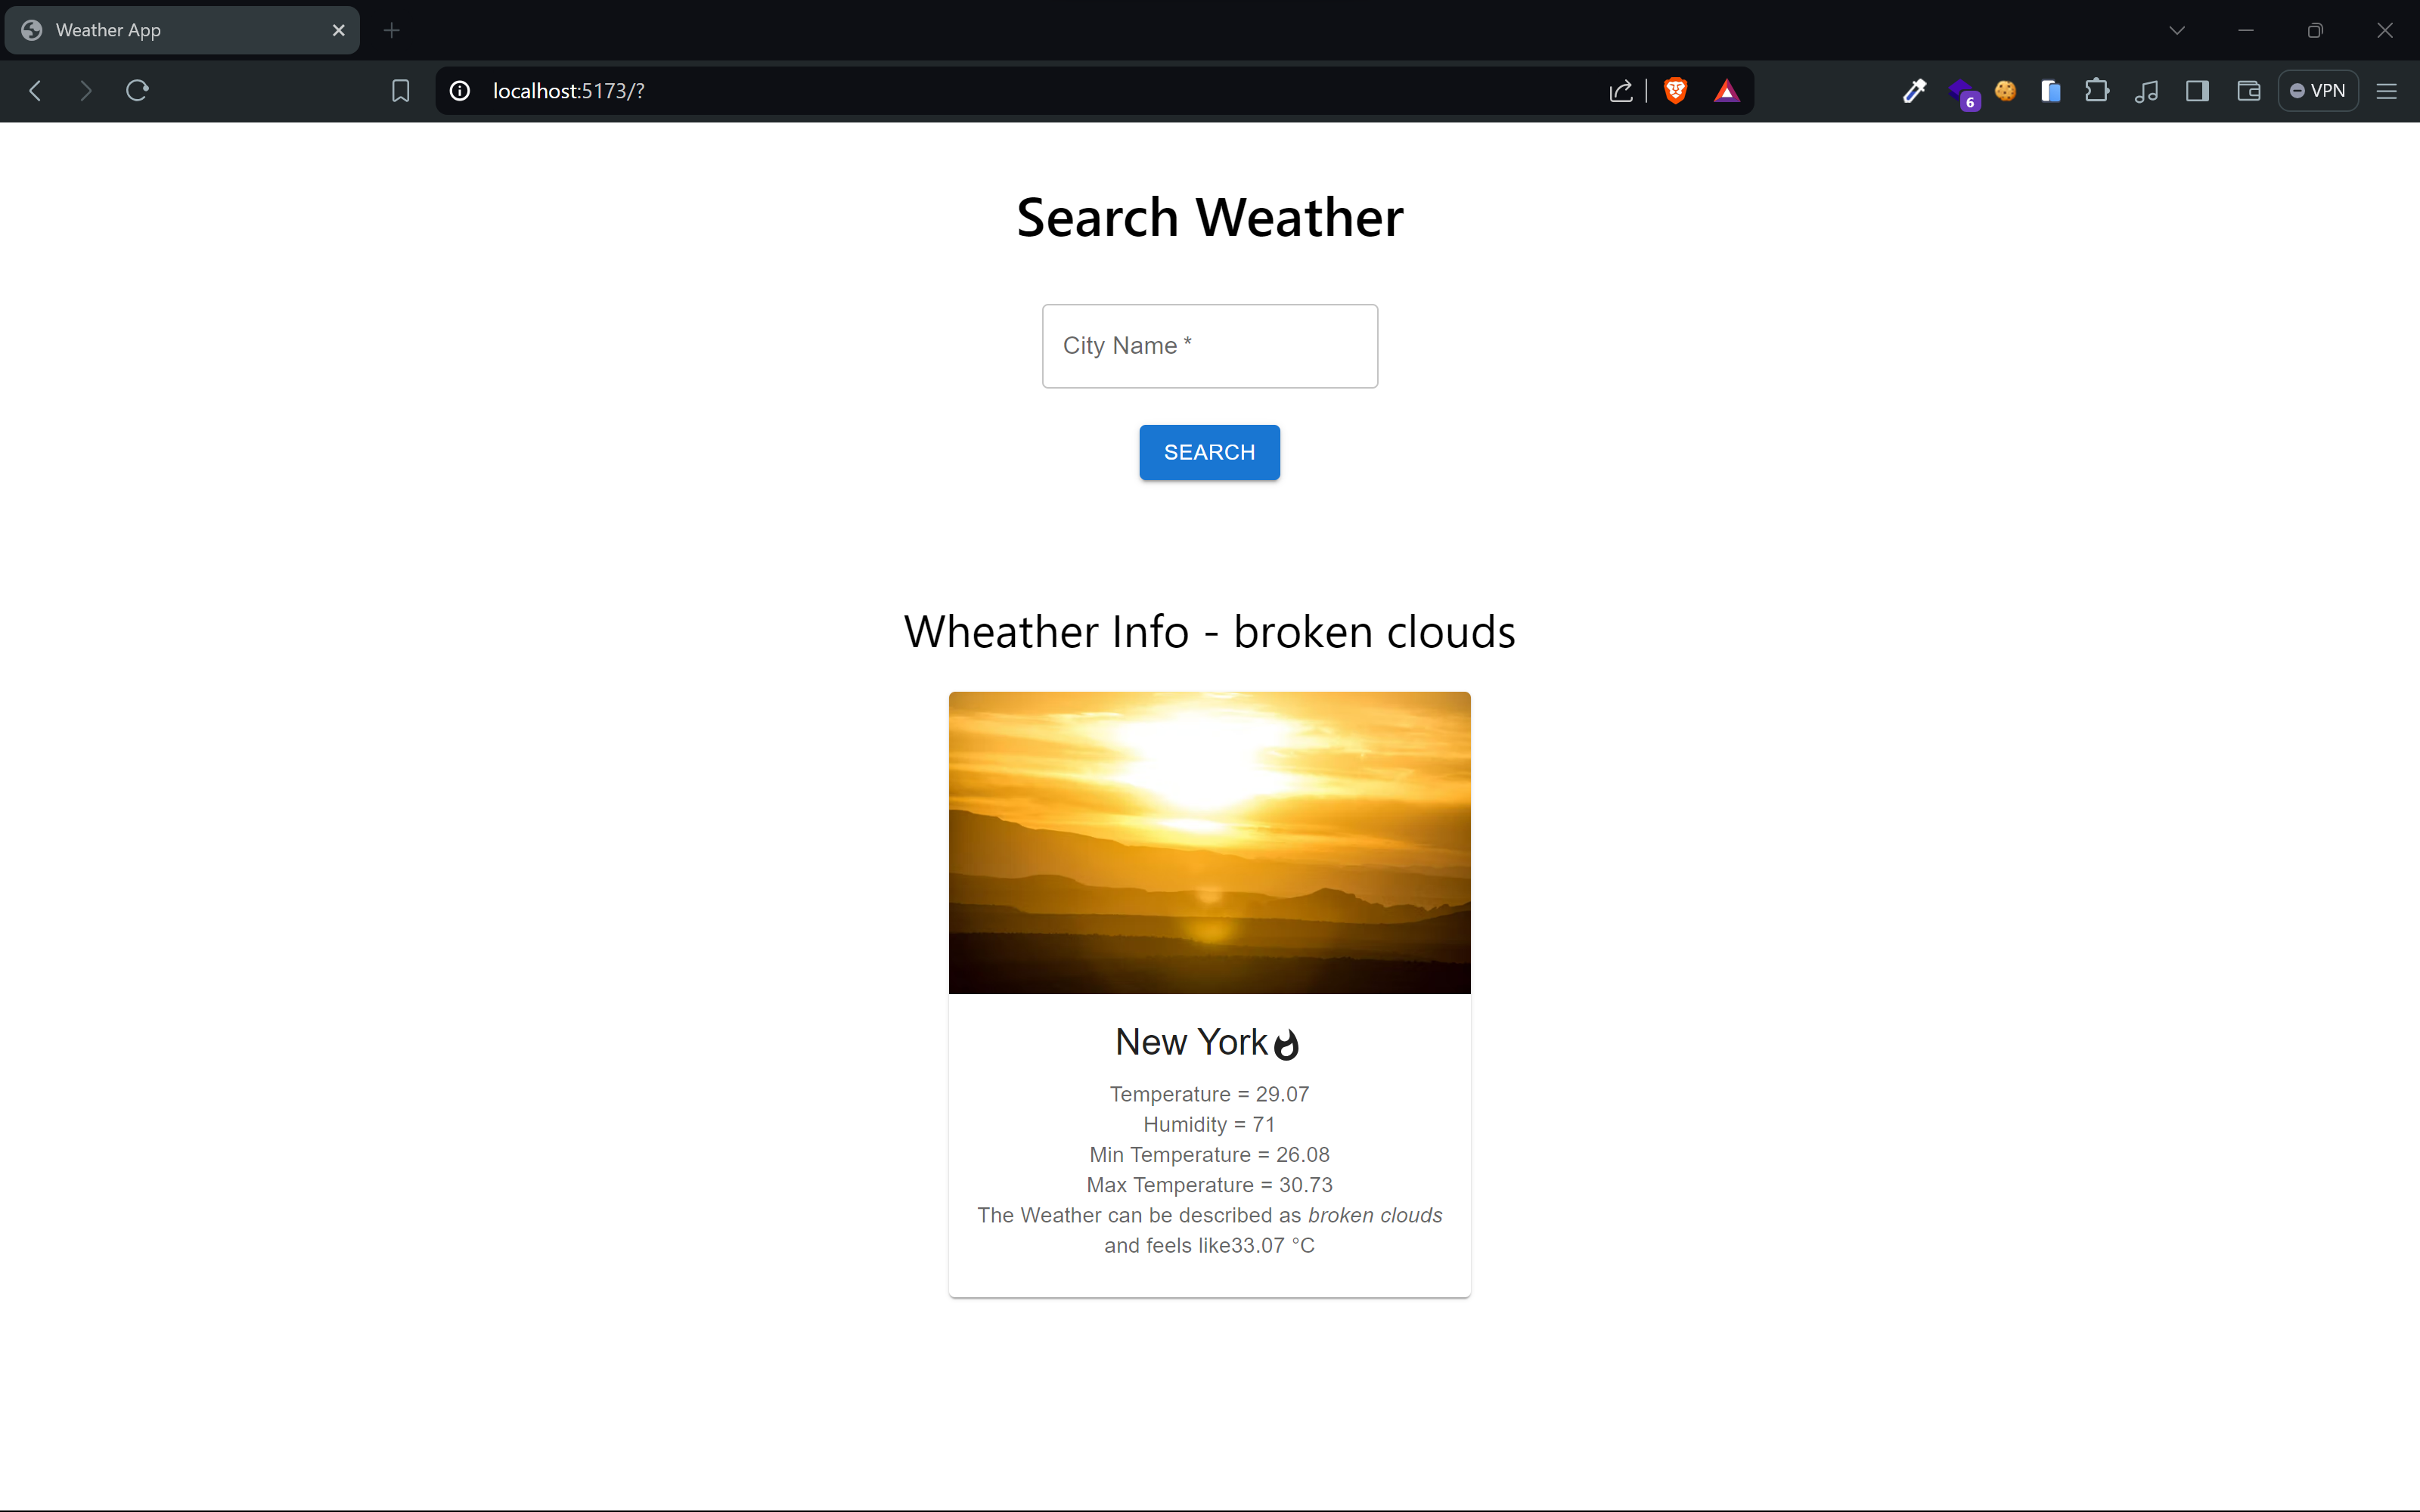 Weather App
localhost:5173/?
6
VPN
Search Weather
City Name *
SEARCH
Wheather Info - broken clouds
New York
Temperature = 29.07
Humidity = 71
Min Temperature = 26.08
Max Temperature = 30.73
The Weather can be described as broken clouds
and feels like33.07 °C